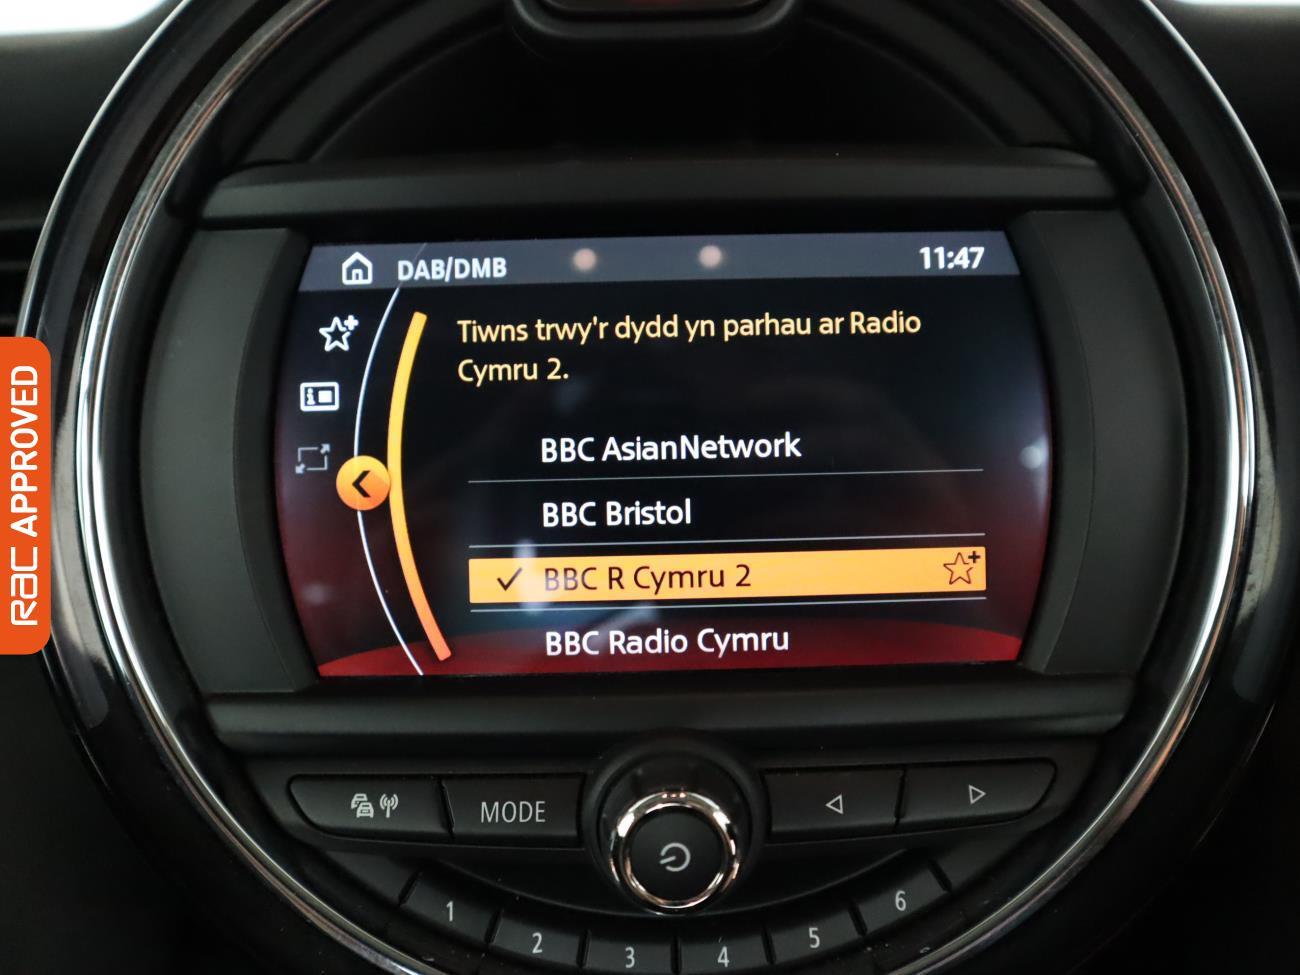 DAB/DMB
11:47
Tiwns trwy'r dydd yn parhau ar Radio
Cymru 2.
BBC AsianNetwork
BBC Bristol
BBC R Cymru 2
BBC Radio Cymru
MODE
1
2
3
4
5
6
RAC APPROVED